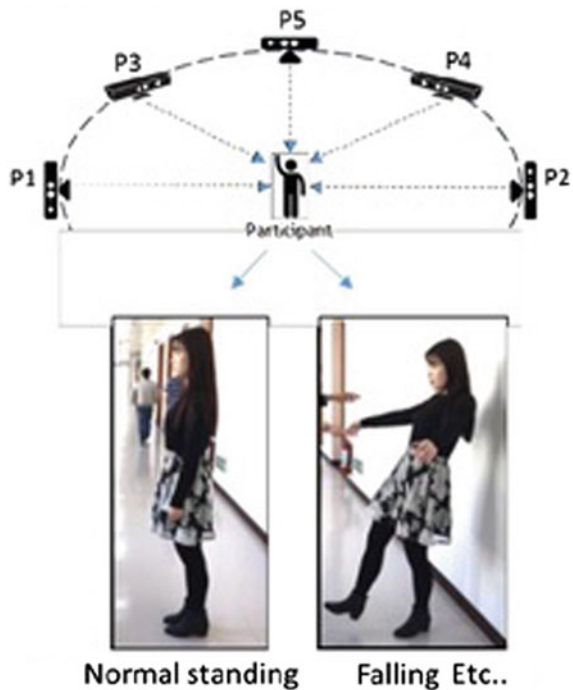 P5
P3
P4
P1
P2
Participant
Normal standing
Falling Etc..